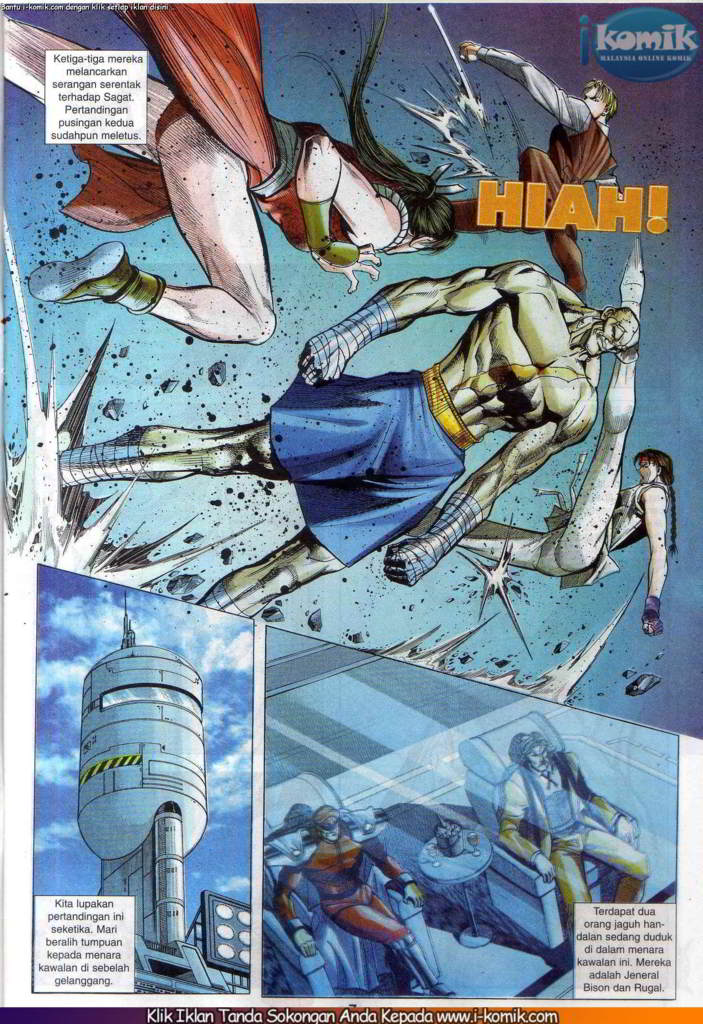 Bantu i-komik.com dengan klik setiap iklan disini ..
i komik
MALAYSIA ONLINE KOMIK
Ketiga-tiga mereka
melancarkan
serangan serentak
terhadap Sagat.
Pertandingan
pusingan kedua
sudahpun meletus.
HIAH!
Kita lupakan
pertandingan ini
seketika. Mari
beralih tumpuan
kepada menara
kawalan di sebelah
gelanggang.
Terdapat dua
orang jaguh han-
dalan sedang duduk
di dalam menara
kawalan ini. Mereka
adalah Jeneral
Bison dan Rugal.
Klik Iklan Tanda Sokongan Anda Kepada www.i-komik.com